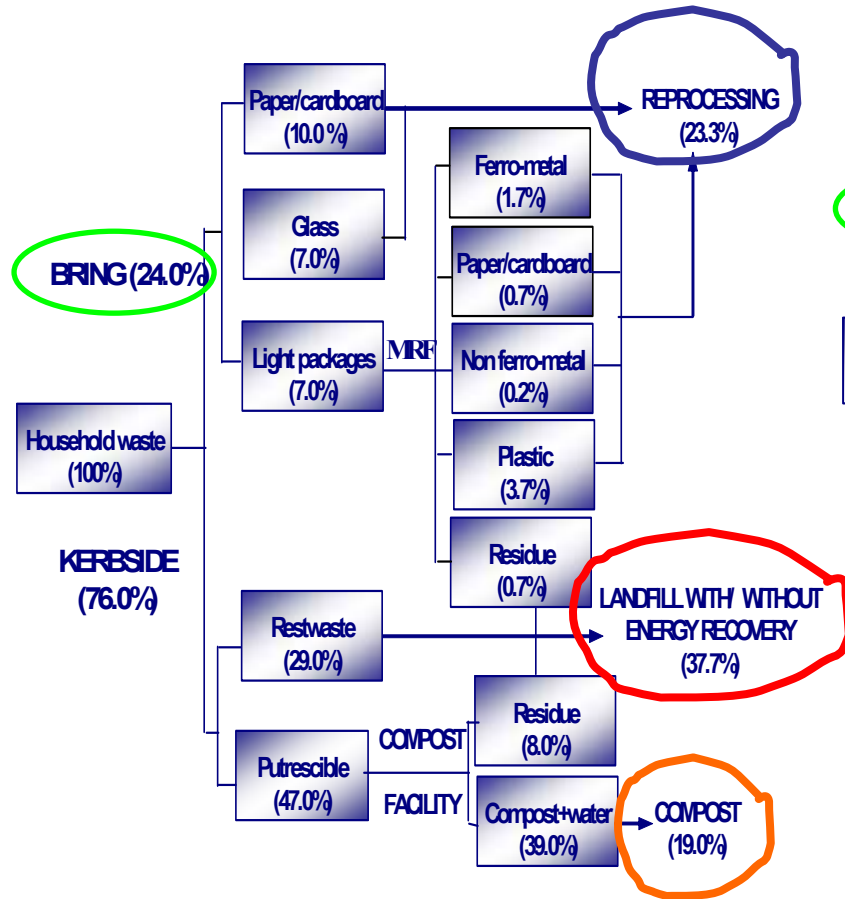 Paper/cardboard
(10.0 %)
REPROCESSING
(23.3%)
Ferro-metal
(1.7%)
Glass
(7.0%)
BRING (24.0%)
Paper/cardboard
(0.7%)
Light packages
(7.0%)
MRF
Non ferro-metal
(0.2%)
Household waste
(100%)
Plastic
(3.7%)
KERBSIDE
(76.0%)
Residue
(0.7%)
LANDFILL WITH/ WITHOUT
ENERGY RECOVERY
(37.7%)
Restwaste
(29.0%)
Residue
(8.0%)
COMPOST
FACILITY
Putrescible
(47.0%)
Compost+water
(39.0%)
COMPOST
(19.0%)